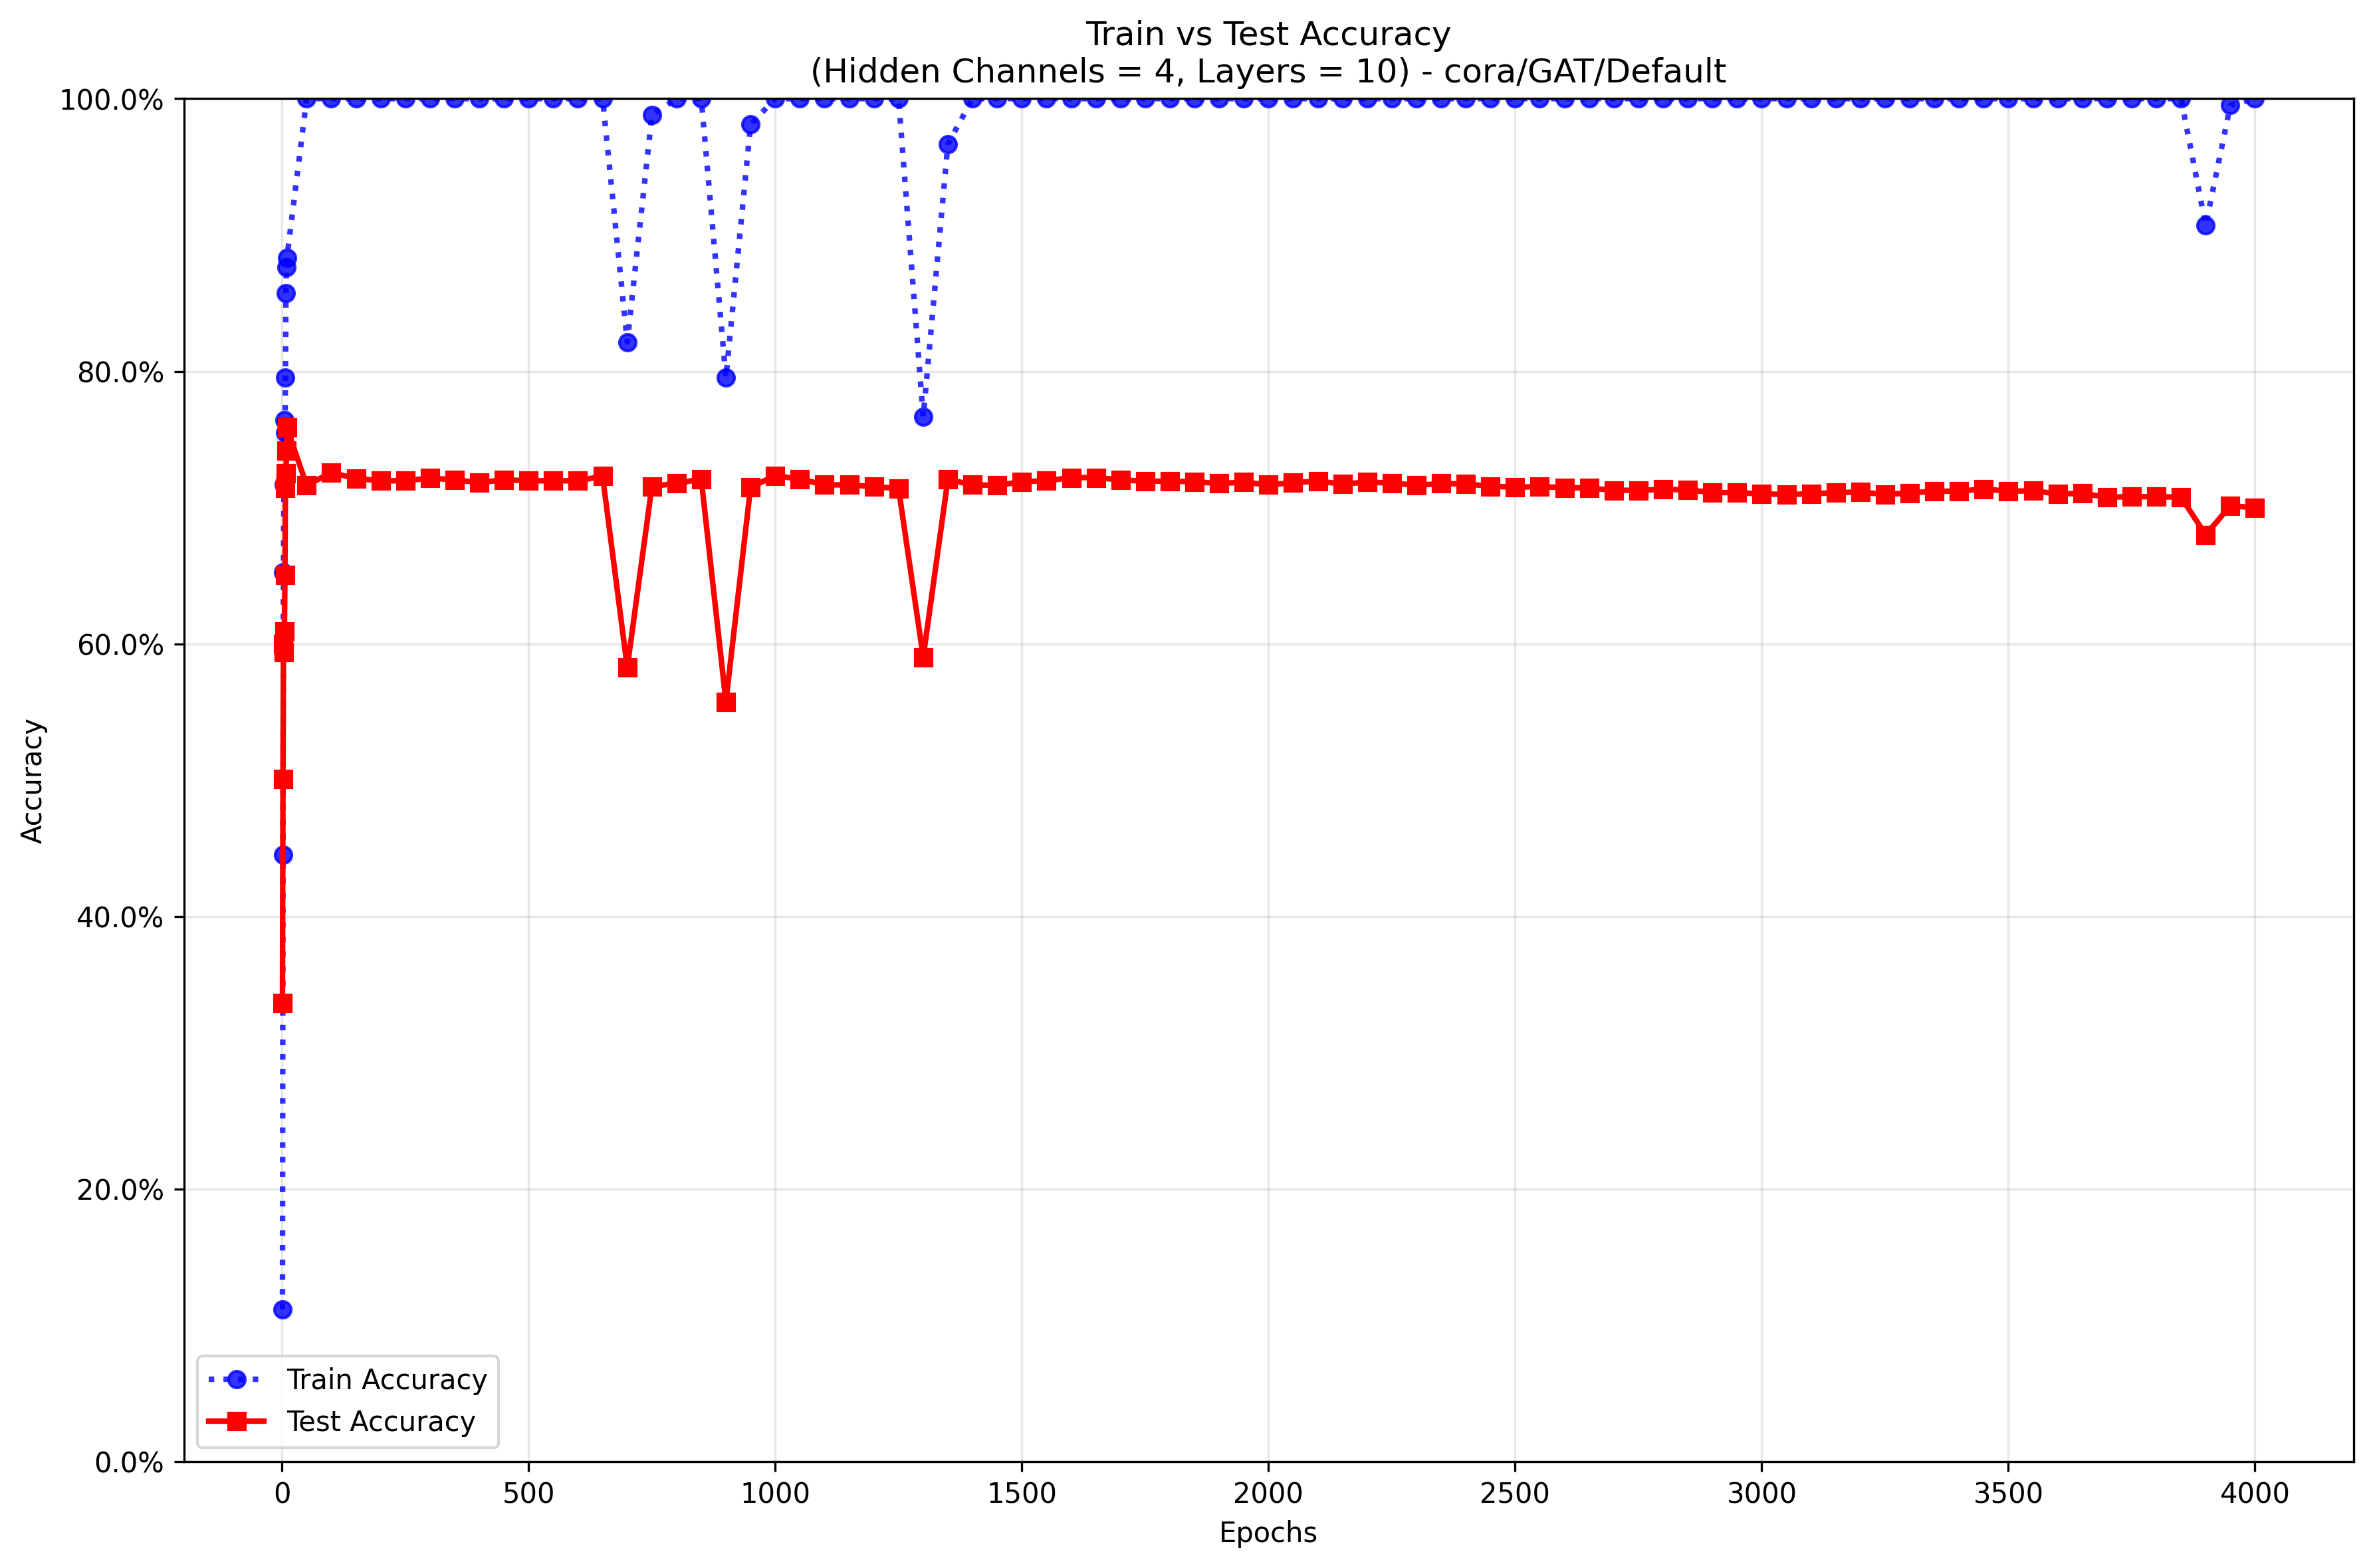 Train vs Test Accuracy
(Hidden Channels = 4, Layers = 10) - cora/GAT/Default
100.0%
80.0%
60.0%
40.0%
20.0%
0.0%
Accuracy
Train Accuracy
Test Accuracy
0 500 1000 1500 2000 2500 3000 3500 4000
Epochs